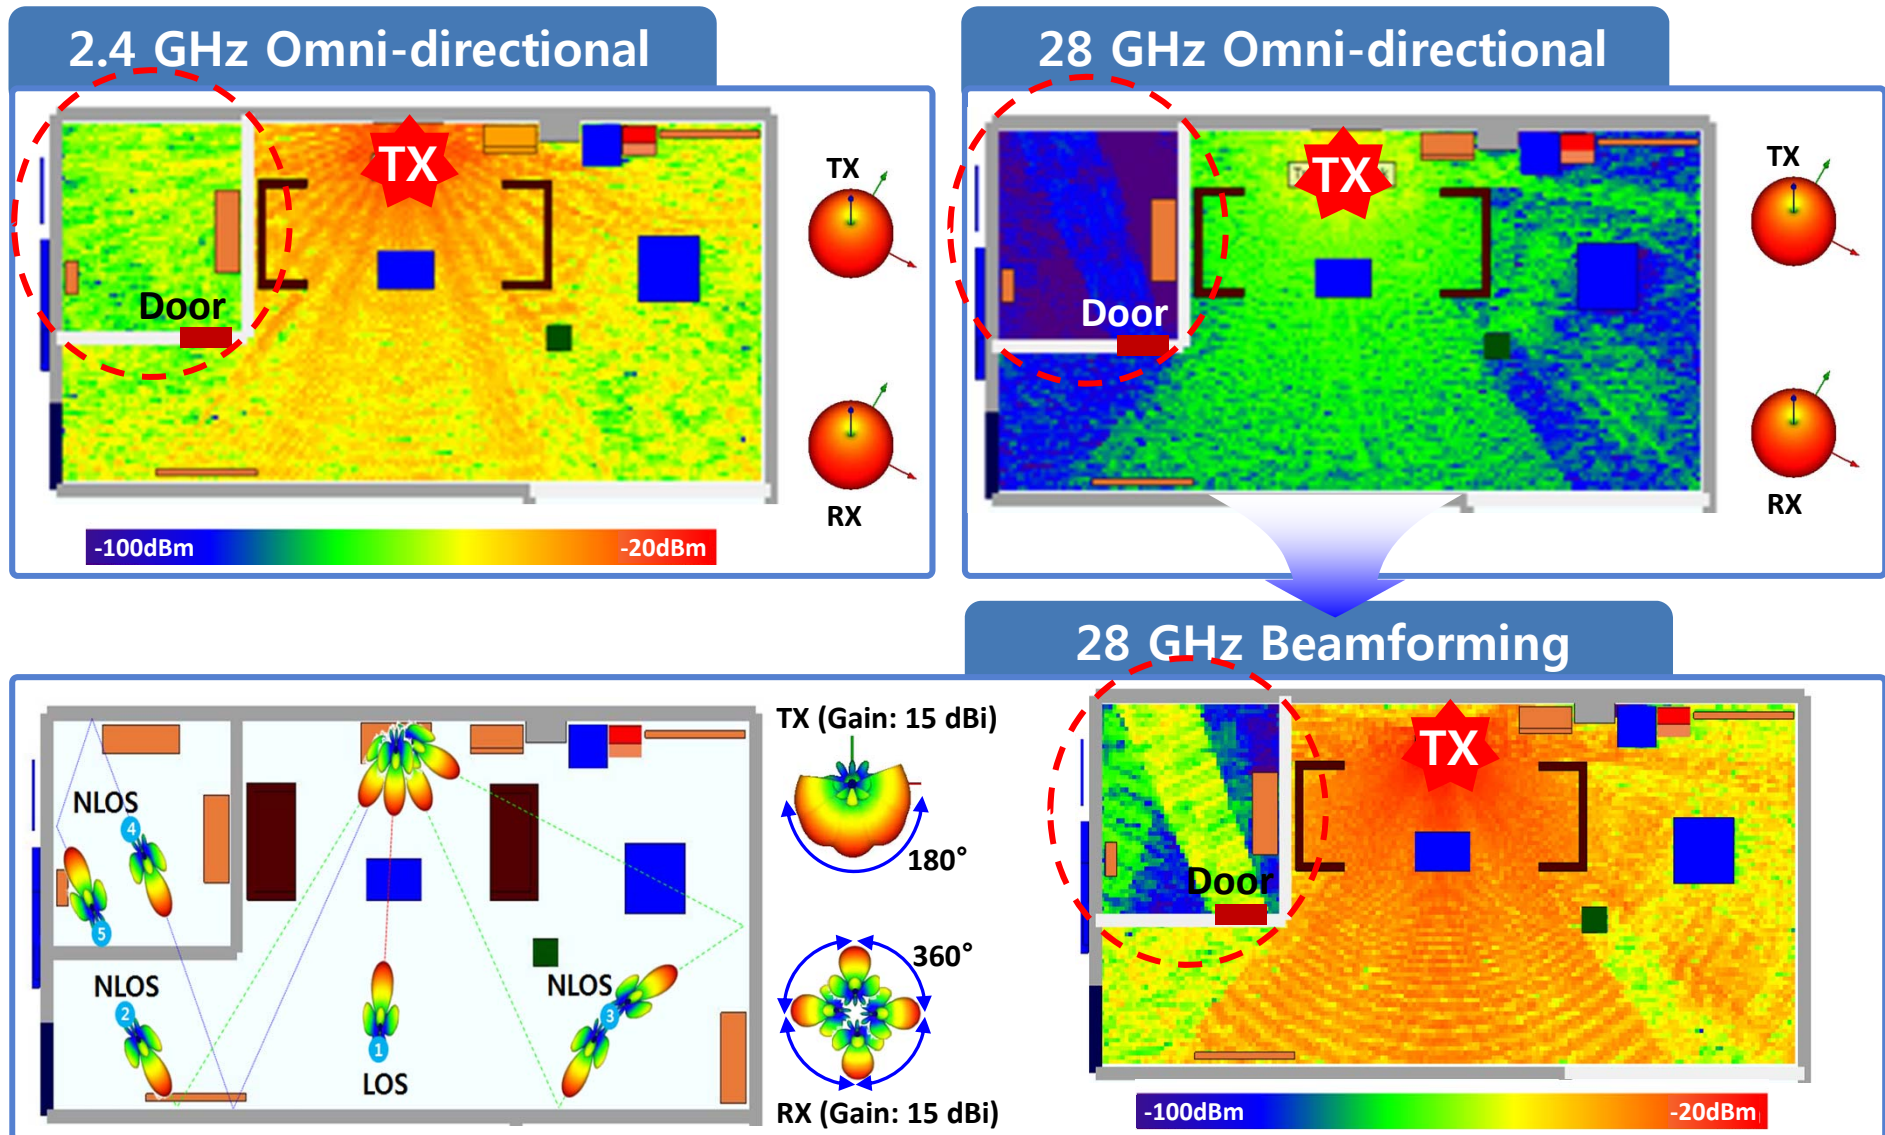 2.4 GHz Omni-directional
TX
Door
TX
RX
-100dBm
-20dBm
28 GHz Omni-directional
TX
Door
TX
RX
28 GHz Beamforming
NLOS
4
5
NLOS
2
1
LOS
NLOS
3
TX (Gain: 15 dBi)
180°
360°
RX (Gain: 15 dBi)
TX
Door
-100dBm
-20dBm